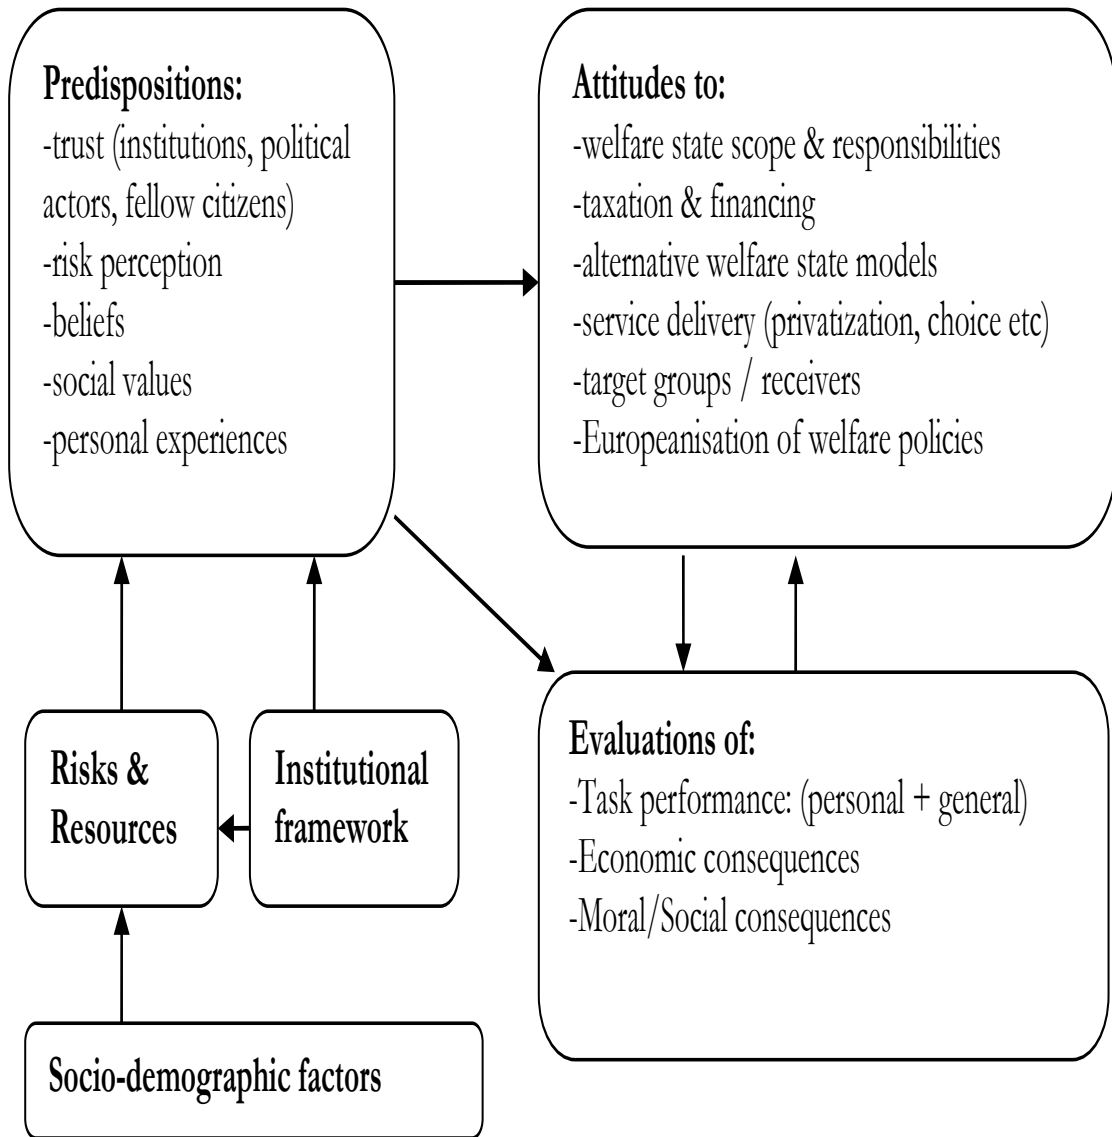 Predispositions:
-trust (institutions, political
actors, fellow citizens)
-risk perception
-beliefs
-social values
-personal experiences
Attitudes to:
-welfare state scope & responsibilities
-taxation & financing
-alternative welfare state models
-service delivery (privatization, choice etc)
-target groups / receivers
-Europeanisation of welfare policies
Risks &
Resources
Institutional
framework
Evaluations of:
-Task performance: (personal + general)
-Economic consequences
-Moral/Social consequences
Socio-demographic factors